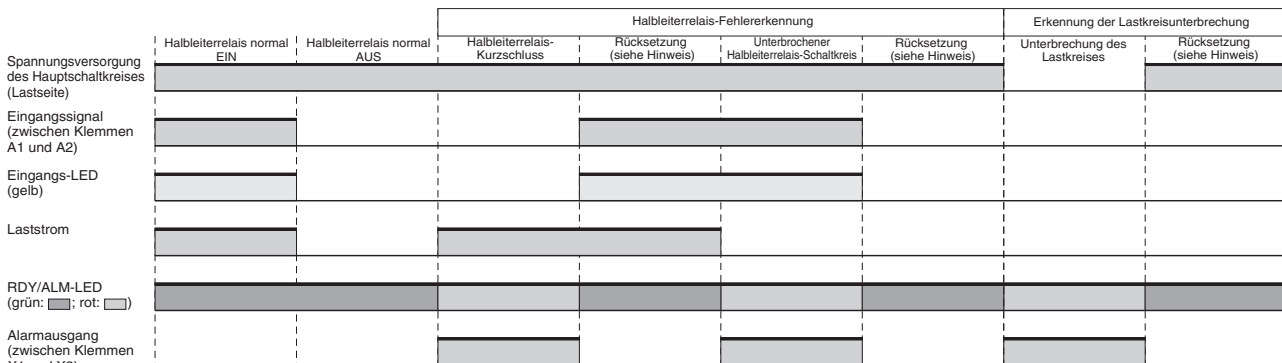 Halbleiterrelais-Fehlererkennung
Erkennung der Lastkreisunterbrechung
Halbleiterrelais normal
EIN
Halbleiterrelais normal
AUS
Halbleiterrelais-
Kurzschluss
Rücksetzung
(siehe Hinweis)
Unterbrochener
Halbleiterrelais-Schaltkreis
Rücksetzung
(siehe Hinweis)
Unterbrechung des
Lastkreises
Rücksetzung
(siehe Hinweis)
Spannungsversorgung
des Hauptschaltkreises
(Lastseite)
Eingangssignal
(zwischen Klemmen
A1 und A2)
Eingangs-LED
(gelb)
Laststrom
RDY/ALM-LED
(grün: ; rot: )
Alarmausgang
(zwischen Klemmen